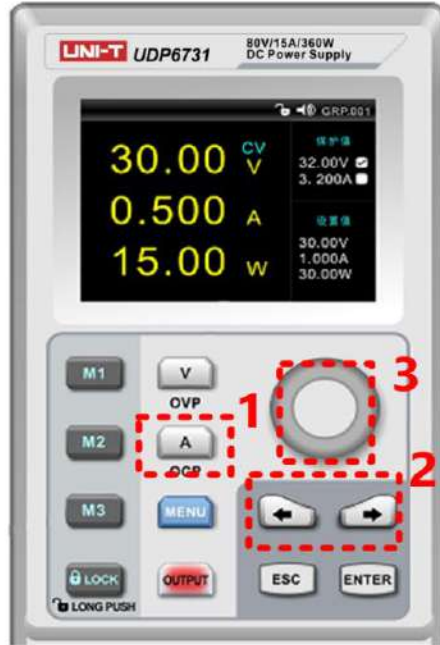 UNI-T UDP6731
80V/15A/360W
DC Power Supply
GRP.001
30.00 CV V
保护值
32.00V
3.200A
0.500 A
设置值
30.00V
1.000A
30.00W
15.00 W
M1
V
OVP
3
1
M2
A
OCP
2
M3
MENU
LOCK
OUTPUT
ESC
ENTER
LONG PUSH